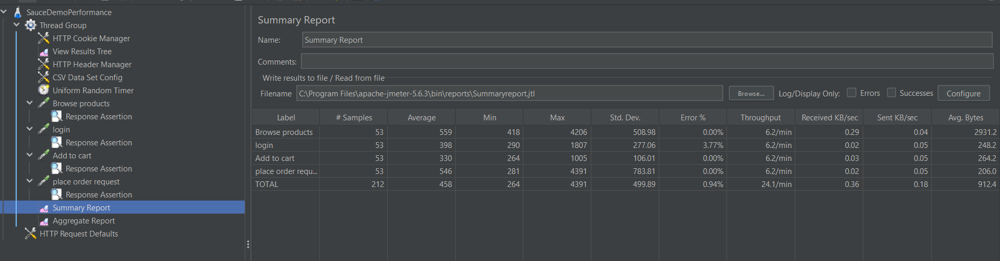 SauceDemoPerformance
Thread Group
HTTP Cookie Manager
View Results Tree
HTTP Header Manager
CSV Data Set Config
Uniform Random Timer
Browse products
Response Assertion
login
Response Assertion
Add to cart
Response Assertion
place order request
Response Assertion
Summary Report
Aggregate Report
HTTP Request Defaults
Summary Report
Name: Summary Report
Comments:
Write results to file / Read from file
Filename C:\Program Files\apache-jmeter-5.6.3\bin\reports\Summaryreport.jtl Browse... Log/Display Only: Errors Successes Configure
Label # Samples Average Min Max Std. Dev. Error % Throughput Received KB/sec Sent KB/sec Avg. Bytes
Browse products 53 559 418 4206 508.98 0.00% 6.2/min 0.29 0.04 2931.2
login 53 398 290 1807 277.06 3.77% 6.2/min 0.02 0.05 248.2
Add to cart 53 330 264 1005 106.01 0.00% 6.2/min 0.03 0.05 264.2
place order requ... 53 546 281 4391 783.81 0.00% 6.2/min 0.02 0.05 206.0
TOTAL 212 458 264 4391 499.89 0.94% 24.1/min 0.36 0.18 912.4